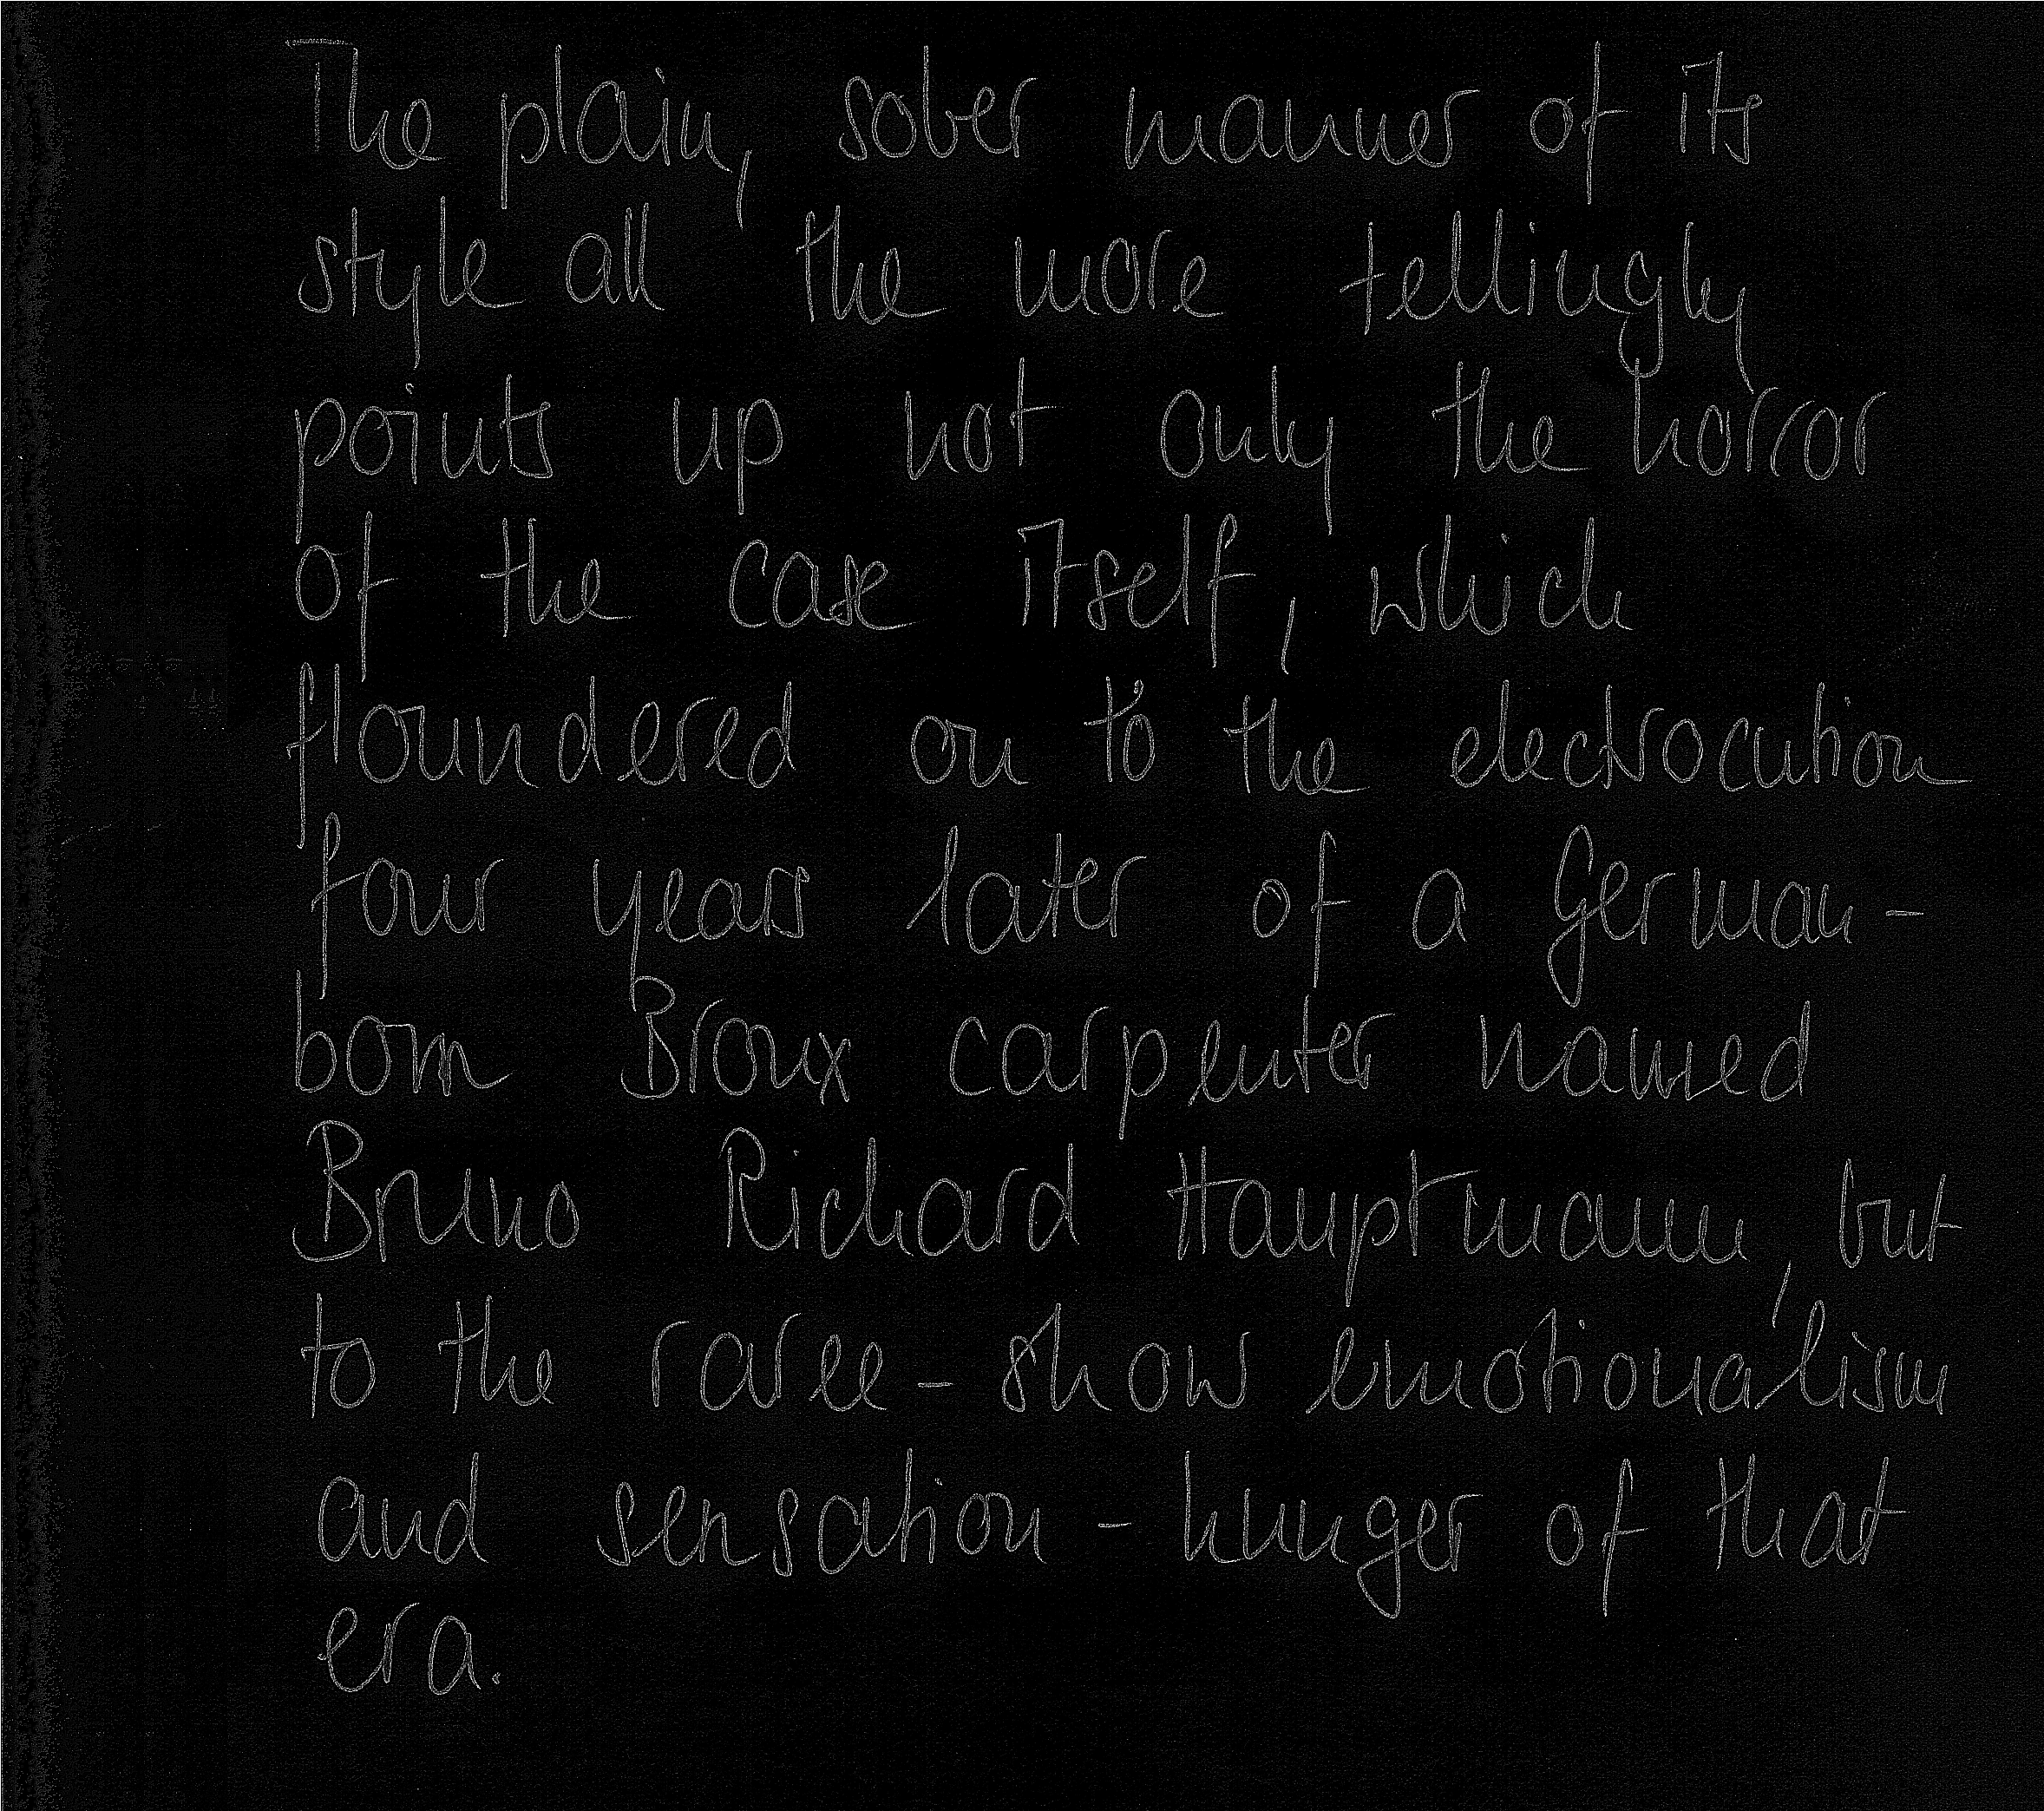 The plain, sober manner of its
style all the more tellingly
points up not only the horror
of the case itself, which
floundered on to the electrocution
four years later of a German-
born Bronx carpenter named
Bruno Richard Hauptmann, but
to the raree-show emotionalism
and sensation-hunger of that
era.